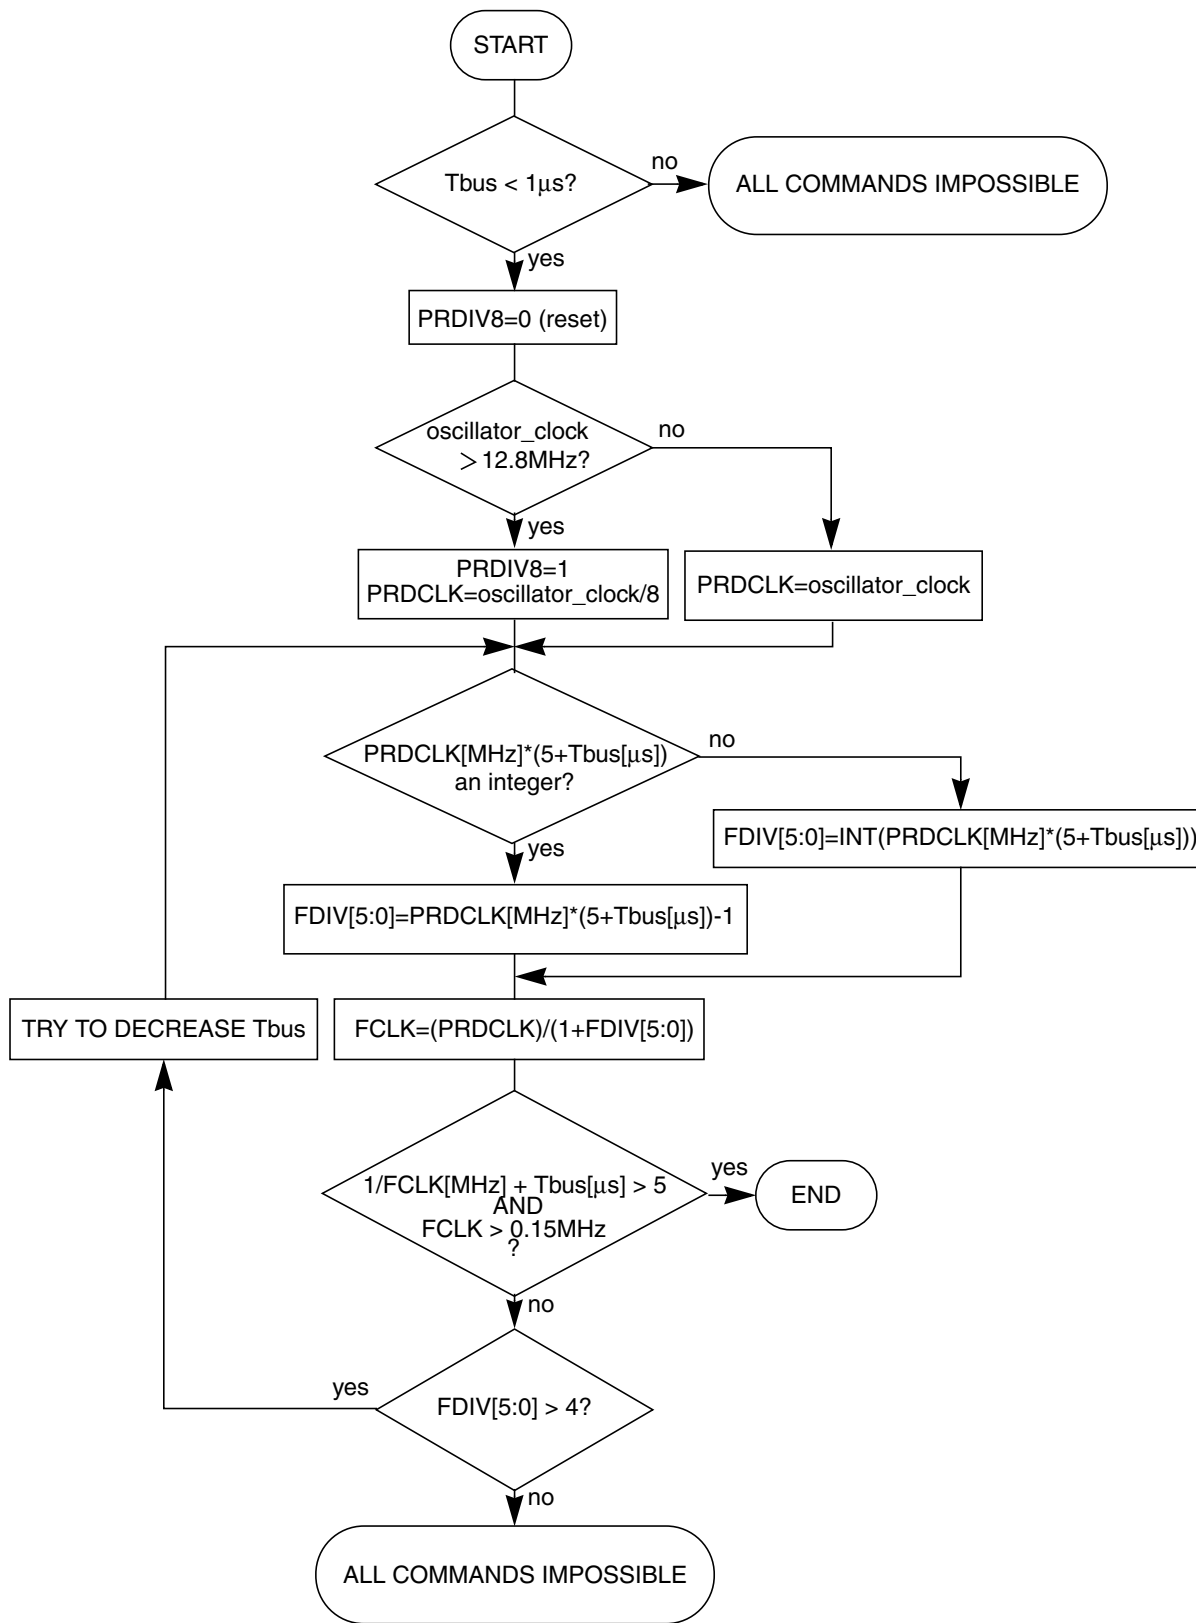 START
Tbus < 1μs?
no
ALL COMMANDS IMPOSSIBLE
yes
PRDIV8=0 (reset)
oscillator_clock
> 12.8MHz?
no
yes
PRDIV8=1
PRDCLK=oscillator_clock/8
PRDCLK=oscillator_clock
PRDCLK[MHz]*(5+Tbus[μs])
an integer?
no
yes
FDIV[5:0]=INT(PRDCLK[MHz]*(5+Tbus[μs]))
FDIV[5:0]=PRDCLK[MHz]*(5+Tbus[μs])-1
TRY TO DECREASE Tbus
FCLK=(PRDCLK)/(1+FDIV[5:0])
1/FCLK[MHz] + Tbus[μs] > 5
AND
FCLK > 0.15MHz
?
yes
END
no
yes
FDIV[5:0] > 4?
no
ALL COMMANDS IMPOSSIBLE